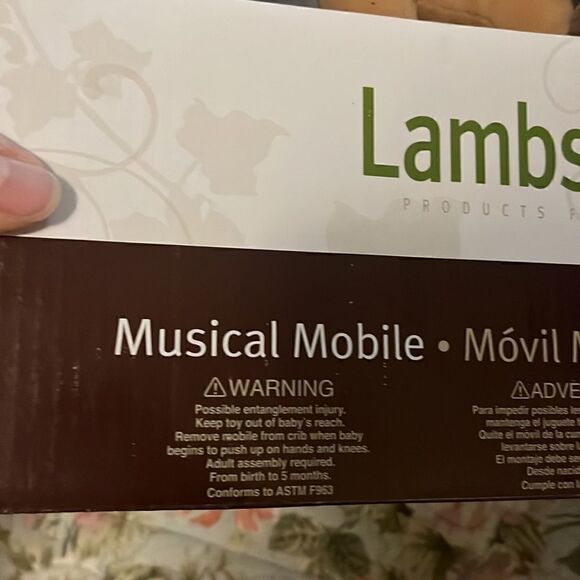 Lambs
PRODUCTS
Musical Mobile • Móvil
⚠WARNING
Possible entanglement injury.
Keep toy out of baby's reach.
Remove mobile from crib when baby
begins to push up on hands and knees.
Adult assembly required.
From birth to 5 months.
Conforms to ASTM F963
⚠ADVE
Para impedir posibles
mantenga el juguete
Quite el móvil de la
levantarse sobre
El montaje debe
Desde
Cumple con